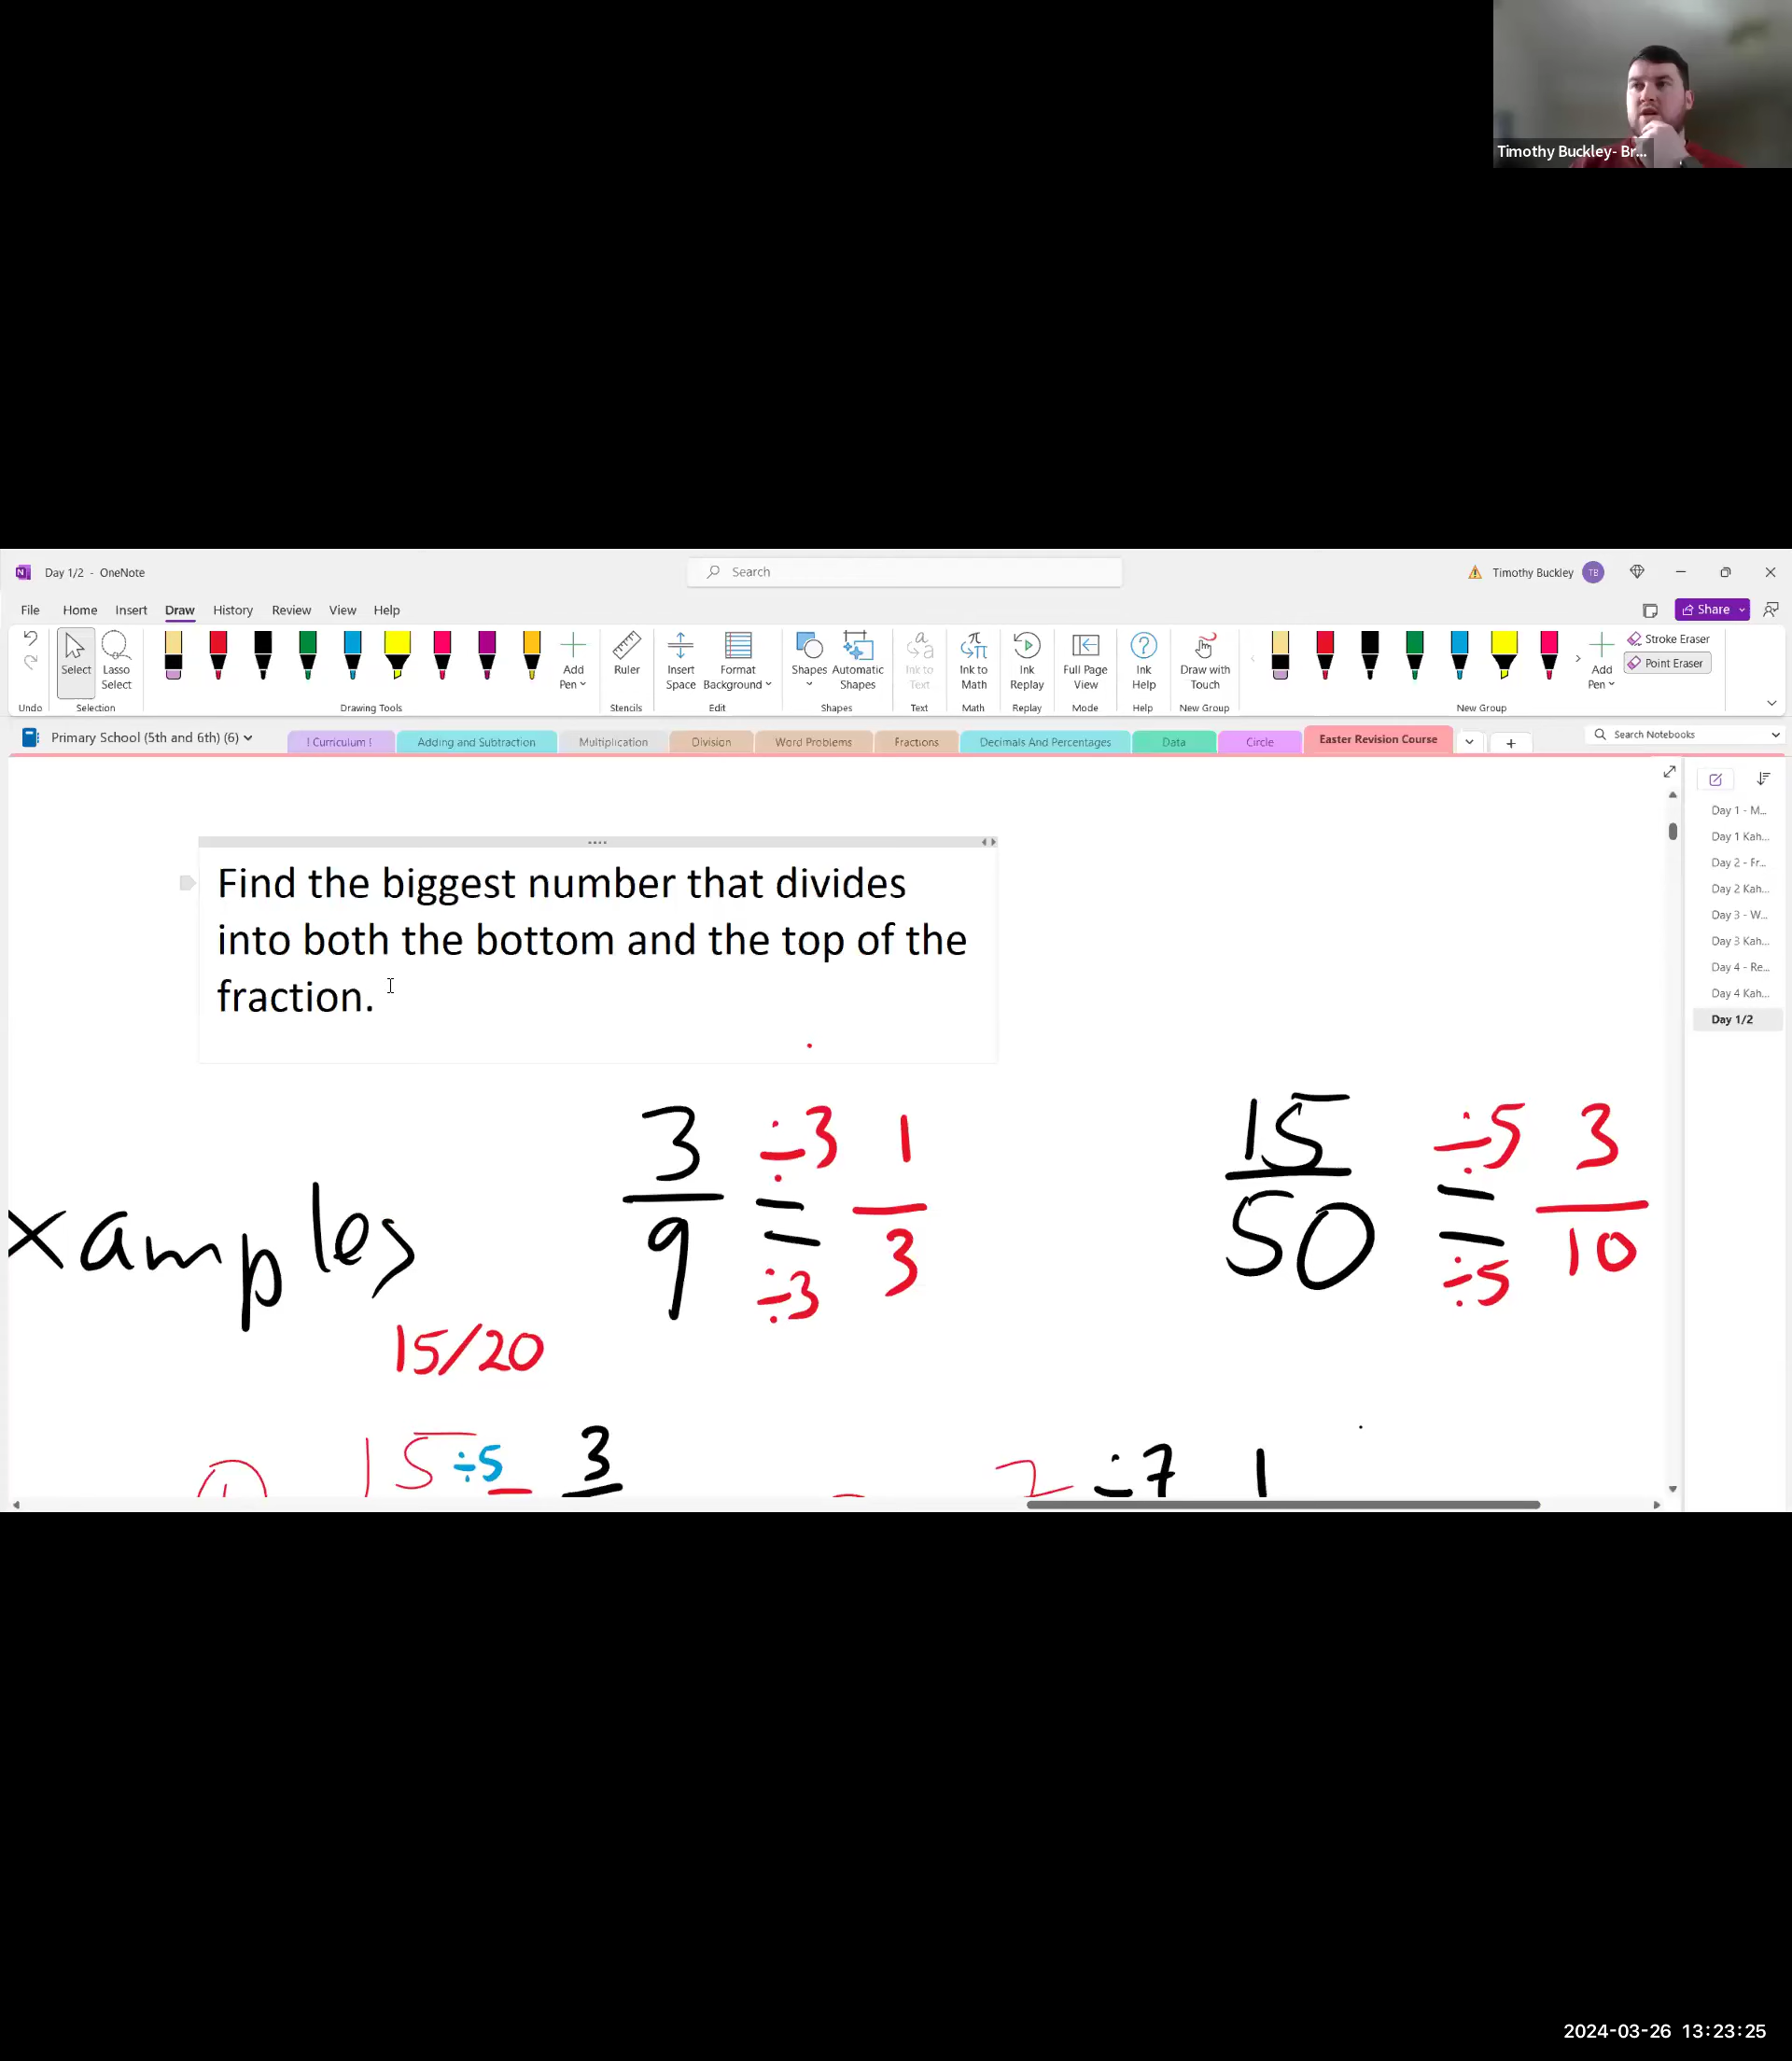 Timothy Buckley- Br...
Day 1/2 - OneNote
Search
Timothy Buckley
TB
File Home Insert Draw History Review View Help
Share
Select
Lasso Select
Add Pen
Ruler
Insert Space
Format Background
Shapes
Automatic Shapes
Ink to Text
Ink to Math
Ink Replay
Full Page View
Ink Help
Draw with Touch
Add Pen
Stroke Eraser
Point Eraser
Undo Selection Drawing Tools Stencils Edit Shapes Text Math Replay Mode Help New Group New Group
Primary School (5th and 6th) (6)
! Curriculum ! Adding and Subtraction Multiplication Division Word Problems Fractions Decimals And Percentages Data Circle Easter Revision Course
Search Notebooks
Day 1 - M...
Day 1 Kah...
Day 2 - Fr...
Day 2 Kah...
Day 3 - W...
Day 3 Kah...
Day 4 - Re...
Day 4 Kah...
Day 1/2
Find the biggest number that divides
into both the bottom and the top of the
fraction.
3 ÷3 1 15 ÷5 3
xamples = =
9 ÷3 3 50 ÷5 10
15/20
1 15 ÷5 3 ÷7 1
2024-03-26 13:23:25